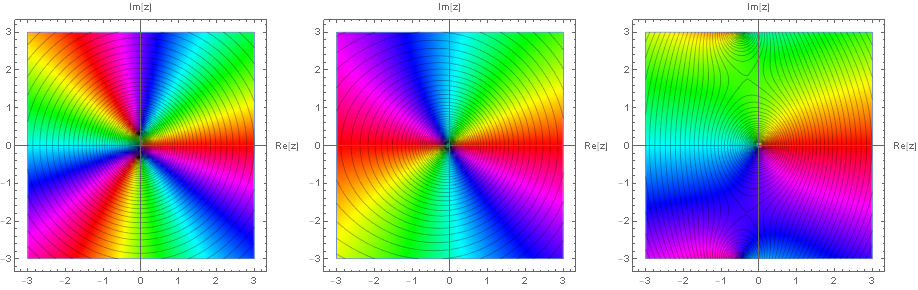 Im|z| Im|z| Im|z|
3 3 3
2 2 2
1 1 1
0 Re|z| 0 Re|z| 0 Re|z|
-1 -1 -1
-2 -2 -2
-3 -3 -3
-3 -2 -1 0 1 2 3 -3 -2 -1 0 1 2 3 -3 -2 -1 0 1 2 3